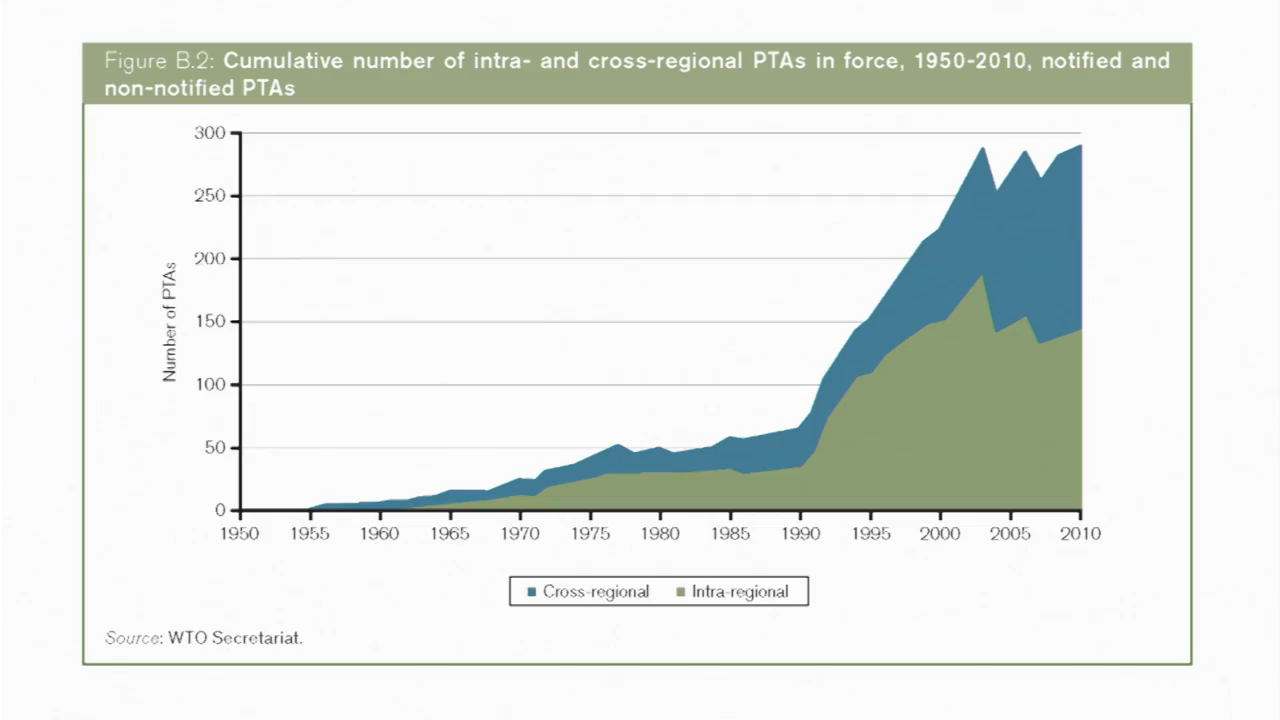 Figure B.2: Cumulative number of intra- and cross-regional PTAs in force, 1950-2010, notified and
non-notified PTAs
300
250
200
150
100
50
0
Number of PTAs
1950 1955 1960 1965 1970 1975 1980 1985 1990 1995 2000 2005 2010
Cross-regional Intra-regional
Source: WTO Secretariat.